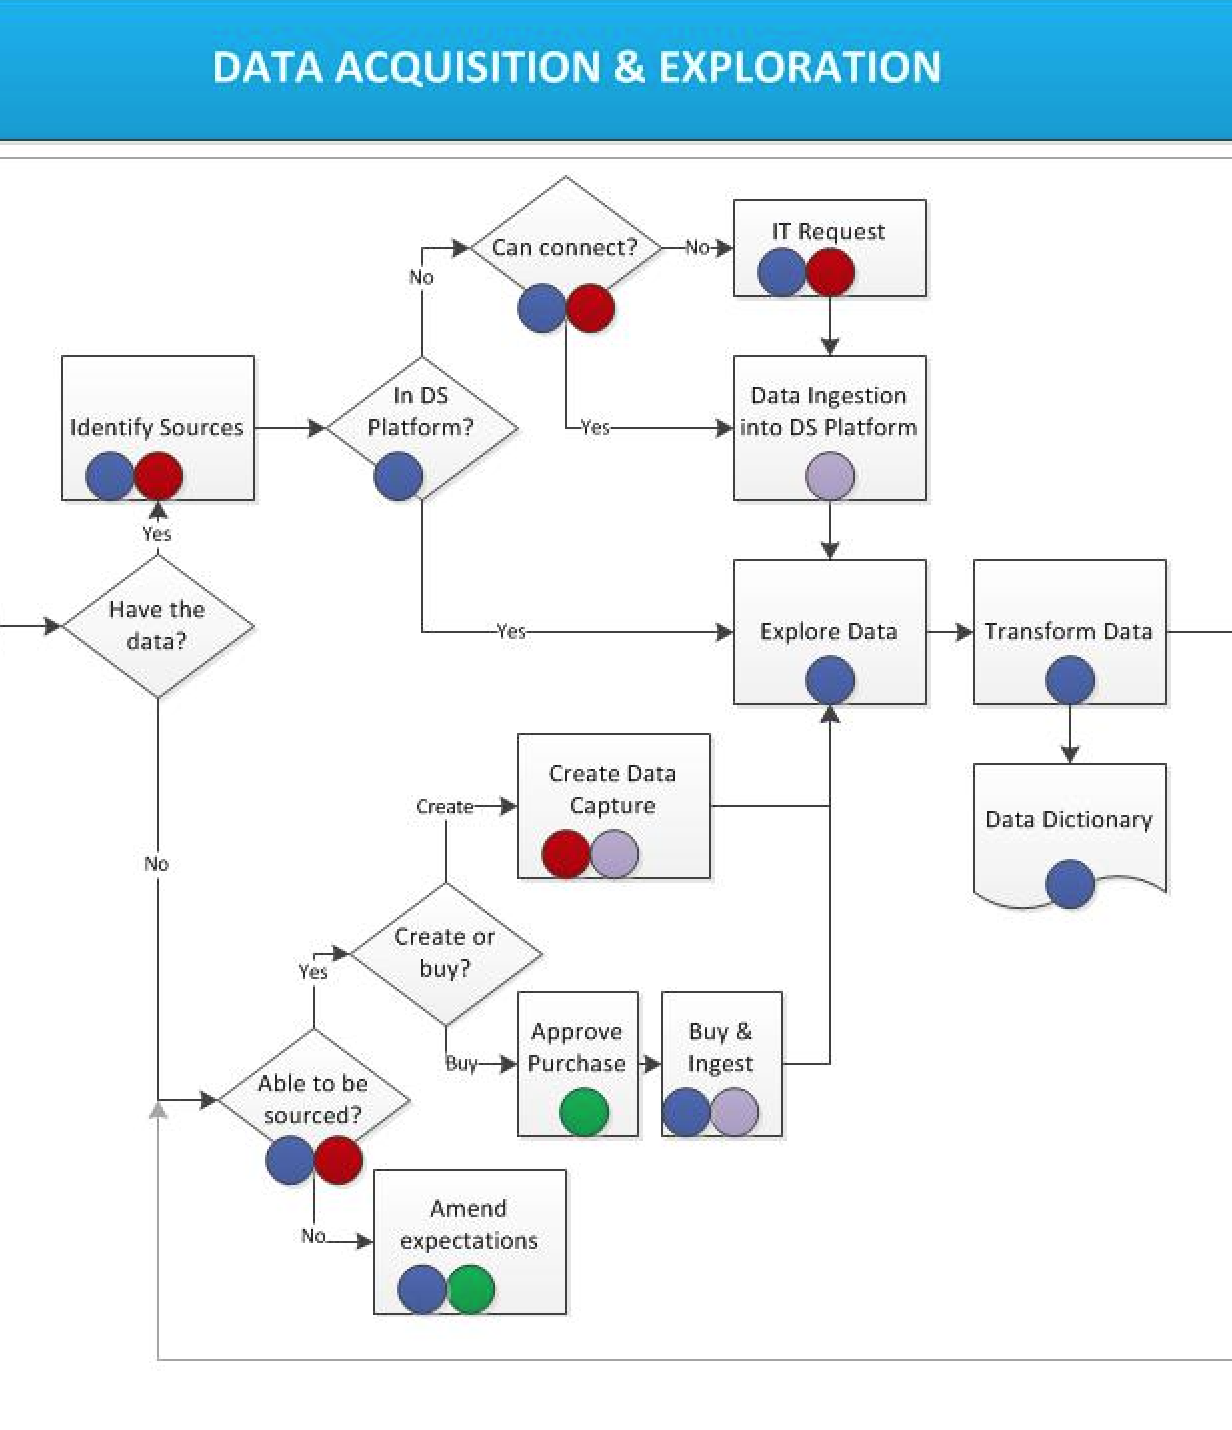 DATA ACQUISITION & EXPLORATION
Can connect?
No
IT Request
No
In DS
Platform?
Identify Sources
Yes
Data Ingestion
into DS Platform
Yes
Have the
data?
Yes
Explore Data
Transform Data
Create Data
Capture
Create
Data Dictionary
No
Create or
buy?
Yes
Buy
Approve
Purchase
Buy &
Ingest
Able to be
sourced?
No
Amend
expectations